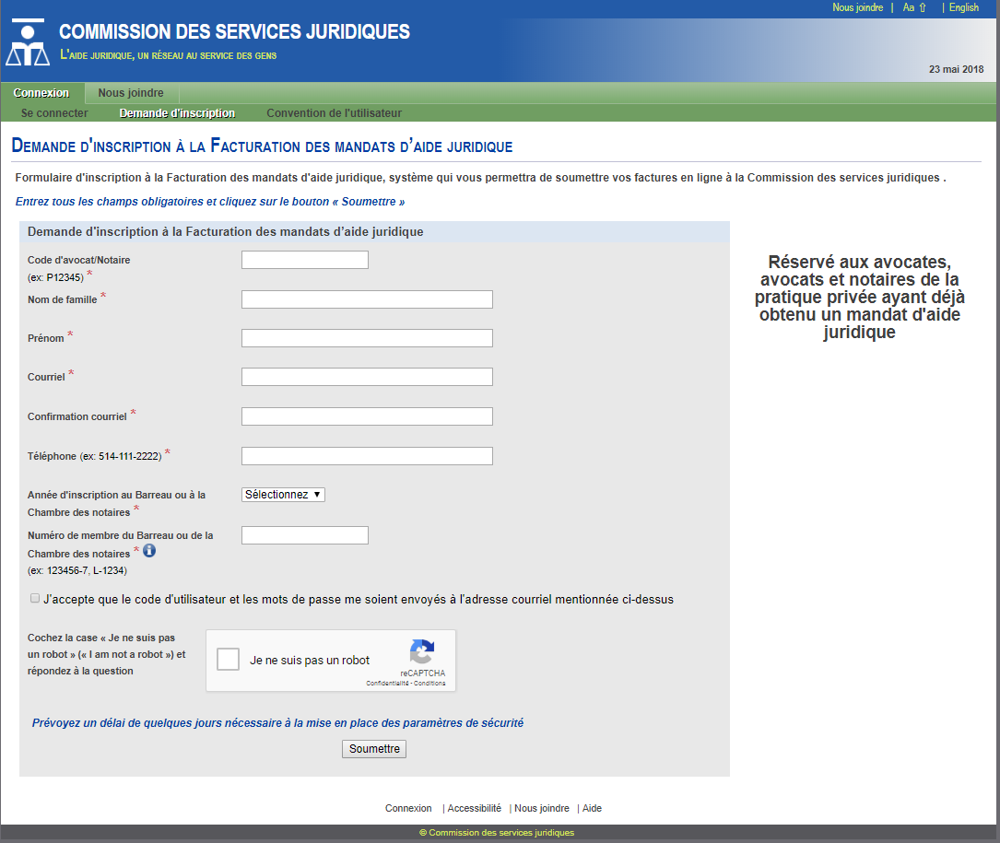 Nous joindre | Aa ⇧ | English
COMMISSION DES SERVICES JURIDIQUES
L'AIDE JURIDIQUE, UN RÉSEAU AU SERVICE DES GENS
23 mai 2018
Connexion Nous joindre
Se connecter Demande d'inscription Convention de l'utilisateur
DEMANDE D'INSCRIPTION À LA FACTURATION DES MANDATS D’AIDE JURIDIQUE
Formulaire d'inscription à la Facturation des mandats d'aide juridique, système qui vous permettra de soumettre vos factures en ligne à la Commission des services juridiques .
Entrez tous les champs obligatoires et cliquez sur le bouton « Soumettre »
Demande d'inscription à la Facturation des mandats d’aide juridique
Code d'avocat/Notaire
(ex: P12345) *
Nom de famille *
Prénom *
Courriel *
Confirmation courriel *
Téléphone (ex: 514-111-2222) *
Année d'inscription au Barreau ou à la
Chambre des notaires *
Sélectionnez ▼
Numéro de membre du Barreau ou de la
Chambre des notaires * i
(ex: 123456-7, L-1234)
J'accepte que le code d'utilisateur et les mots de passe me soient envoyés à l'adresse courriel mentionnée ci-dessus
Cochez la case « Je ne suis pas
un robot » (« I am not a robot ») et
répondez à la question
Je ne suis pas un robot
reCAPTCHA
Confidentialité - Conditions
Prévoyez un délai de quelques jours nécessaire à la mise en place des paramètres de sécurité
Soumettre
Réservé aux avocates,
avocats et notaires de la
pratique privée ayant déjà
obtenu un mandat d'aide
juridique
Connexion | Accessibilité | Nous joindre | Aide
© Commission des services juridiques